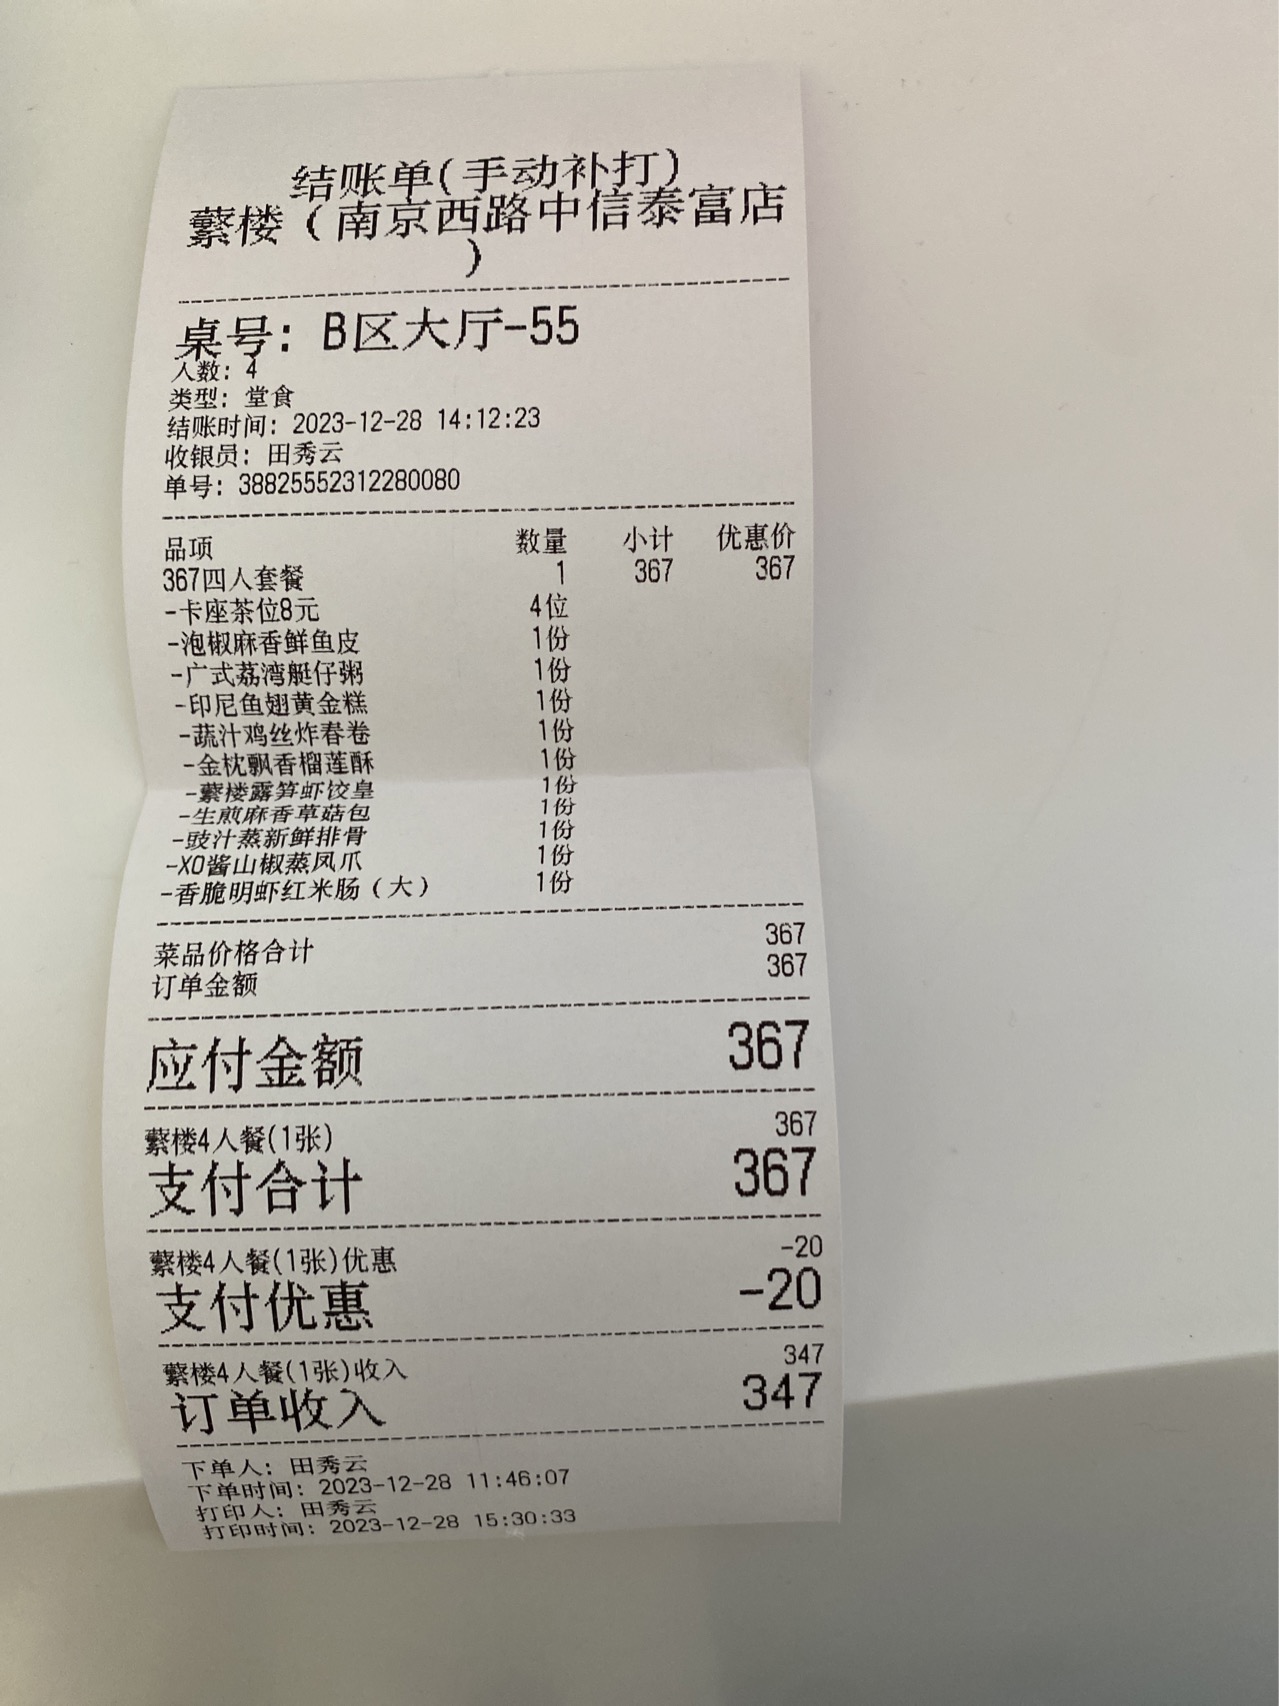 结账单(手动补打)
蘩楼（南京西路中信泰富店
）
桌号: B区大厅-55
人数: 4
类型: 堂食
结账时间: 2023-12-28 14:12:23
收银员: 田秀云
单号: 38825552312280080
品项 数量 小计 优惠价
367四人套餐 1 367 367
-卡座茶位8元 4位
-泡椒麻香鲜鱼皮 1份
-广式荔湾艇仔粥 1份
-印尼鱼翅黄金糕 1份
-蔬汁鸡丝炸春卷 1份
-金枕飘香榴莲酥 1份
-蘩楼露笋虾饺皇 1份
-生煎麻香草菇包 1份
-豉汁蒸新鲜排骨 1份
-XO酱山椒蒸凤爪 1份
-香脆明虾红米肠（大） 1份
菜品价格合计 367
订单金额 367
应付金额 367
蘩楼4人餐(1张) 367
支付合计 367
蘩楼4人餐(1张)优惠 -20
支付优惠 -20
蘩楼4人餐(1张)收入 347
订单收入 347
下单人: 田秀云
下单时间: 2023-12-28 11:46:07
打印人: 田秀云
打印时间: 2023-12-28 15:30:33